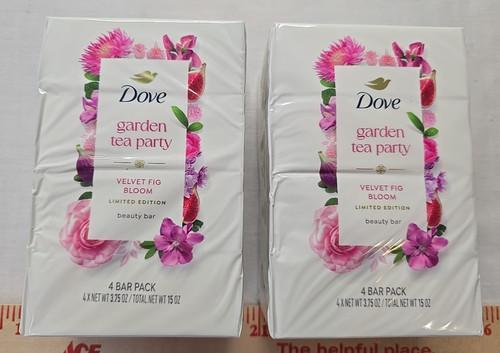 Dove
garden
tea party
VELVET FIG
BLOOM
LIMITED EDITION
beauty bar
4 BAR PACK
4 X NET WT 3.75 OZ / TOTAL NET WT 15 OZ
Dove
garden
tea party
VELVET FIG
BLOOM
LIMITED EDITION
beauty bar
4 BAR PACK
4 X NET WT 3.75 OZ / TOTAL NET WT 15 OZ
ACE
The helpful place